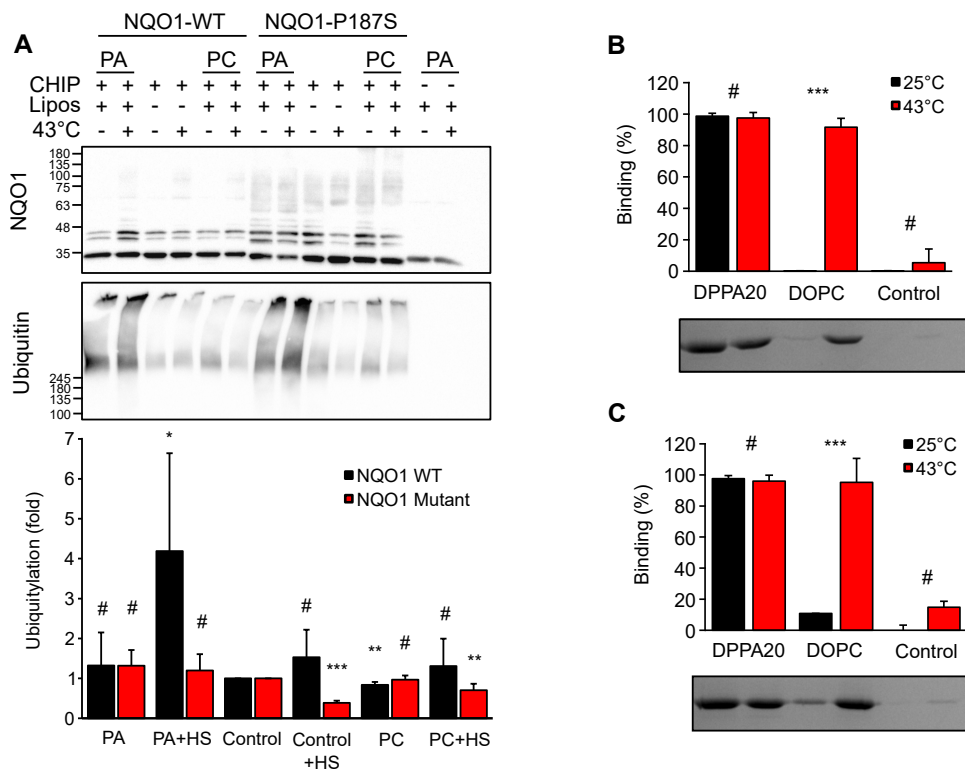 A
NQO1-WT NQO1-P187S
PA PC PA PC PA
CHIP + + + + + + + + + + + + - -
Lipos + + - - + + + + - - + + + +
43°C - + - + - + - + - + - + - +
NQO1
180
135
100
75
63
48
35
Ubiquitin
245
180
135
100
Ubiquitylation (fold)
7
6
5
4
3
2
1
0
NQO1 WT
NQO1 Mutant
# # * # # *** ** # # **
PA PA+HS Control Control +HS PC PC+HS
B
Binding (%)
120
100
80
60
40
20
0
25°C
43°C
# *** #
DPPA20 DOPC Control
C
Binding (%)
120
100
80
60
40
20
0
25°C
43°C
# *** #
DPPA20 DOPC Control